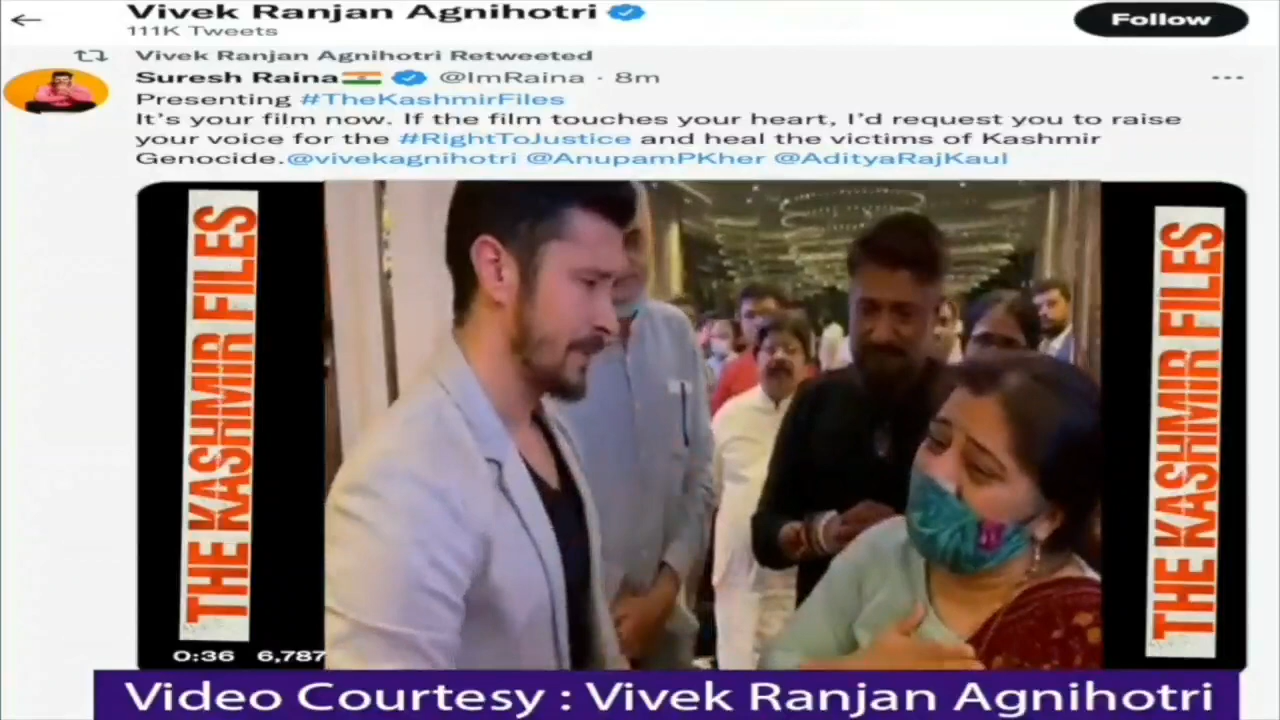 Vivek Ranjan Agnihotri
111K Tweets
Follow
Vivek Ranjan Agnihotri Retweeted
Suresh Raina @ImRaina · 8m
Presenting #TheKashmirFiles
It's your film now. If the film touches your heart, I'd request you to raise
your voice for the #RightToJustice and heal the victims of Kashmir
Genocide.@vivekagnihotri @AnupamPKher @AdityaRajKaul
THE KASHMIR FILES
THE KASHMIR FILES
0:36 6,787
Video Courtesy : Vivek Ranjan Agnihotri